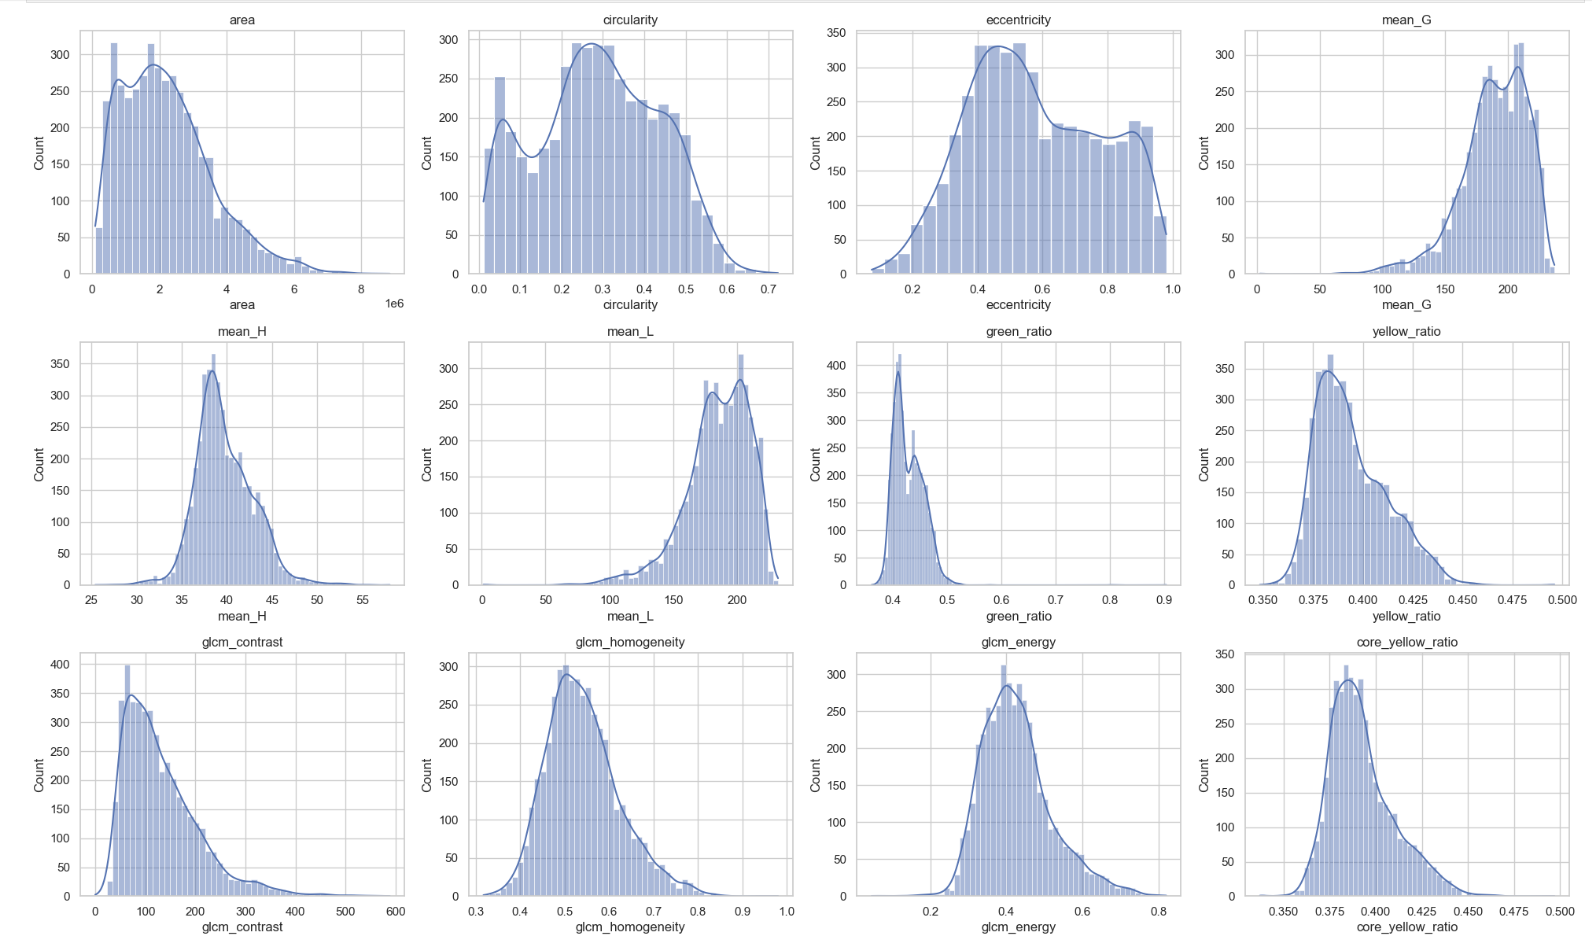 area circularity eccentricity mean_G
Count 300 250 200 150 100 50 0
0 2 4 6 8
1e6
area
Count 300 250 200 150 100 50 0
0.0 0.1 0.2 0.3 0.4 0.5 0.6 0.7
circularity
Count 350 300 250 200 150 100 50 0
0.2 0.4 0.6 0.8 1.0
eccentricity
Count 300 250 200 150 100 50 0
0 50 100 150 200
mean_G
mean_H mean_L green_ratio yellow_ratio
Count 350 300 250 200 150 100 50 0
25 30 35 40 45 50 55
mean_H
Count 300 250 200 150 100 50 0
0 50 100 150 200
mean_L
Count 400 350 300 250 200 150 100 50 0
0.4 0.5 0.6 0.7 0.8 0.9
green_ratio
Count 350 300 250 200 150 100 50 0
0.350 0.375 0.400 0.425 0.450 0.475 0.500
yellow_ratio
glcm_contrast glcm_homogeneity glcm_energy core_yellow_ratio
Count 400 350 300 250 200 150 100 50 0
0 100 200 300 400 500 600
glcm_contrast
Count 300 250 200 150 100 50 0
0.3 0.4 0.5 0.6 0.7 0.8 0.9 1.0
glcm_homogeneity
Count 300 250 200 150 100 50 0
0.2 0.4 0.6 0.8
glcm_energy
Count 350 300 250 200 150 100 50 0
0.350 0.375 0.400 0.425 0.450 0.475 0.500
core_yellow_ratio